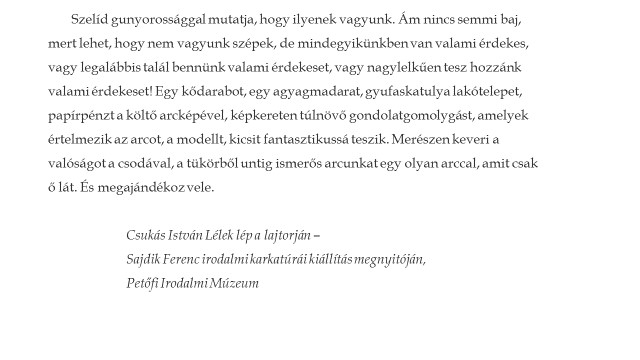 Szelíd gunyorossággal mutatja, hogy ilyenek vagyunk. Ám nincs semmi baj,
mert lehet, hogy nem vagyunk szépek, de mindegyikünkben van valami érdekes,
vagy legalábbis talál bennünk valami érdekeset, vagy nagylelkűen tesz hozzánk
valami érdekeset! Egy kődarabot, egy agyagmadarat, gyufaskatulya lakótelepet,
papírpénzt a költő arcképével, képkereten túlnövő gondolatgomolygást, amelyek
értelmezik az arcot, a modellt, kicsit fantasztikussá teszik. Merészen keveri a
valóságot a csodával, a tükörből untig ismerős arcunkat egy olyan arccal, amit csak
ő lát. És megajándékoz vele.
Csukás István Lélek lép a lajtorján –
Sajdik Ferenc irodalmi karkatúrái kiállítás megnyitóján,
Petőfi Irodalmi Múzeum